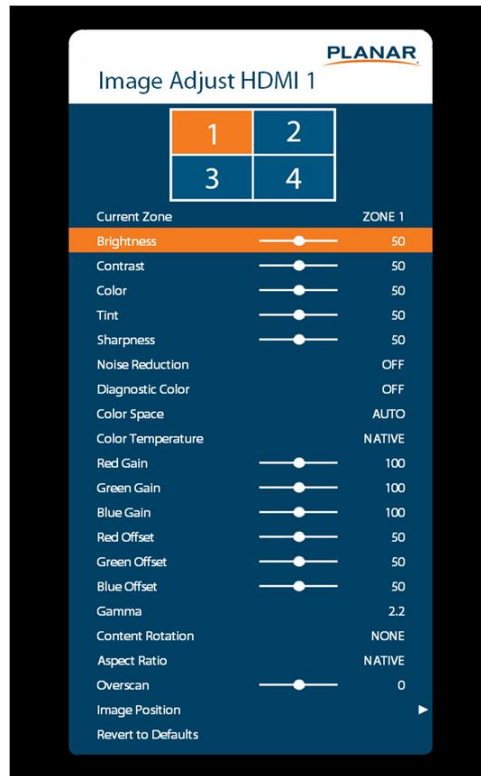 PLANAR
Image Adjust HDMI 1
1 2
3 4
Current Zone ZONE 1
Brightness 50
Contrast 50
Color 50
Tint 50
Sharpness 50
Noise Reduction OFF
Diagnostic Color OFF
Color Space AUTO
Color Temperature NATIVE
Red Gain 100
Green Gain 100
Blue Gain 100
Red Offset 50
Green Offset 50
Blue Offset 50
Gamma 2.2
Content Rotation NONE
Aspect Ratio NATIVE
Overscan 0
Image Position
Revert to Defaults